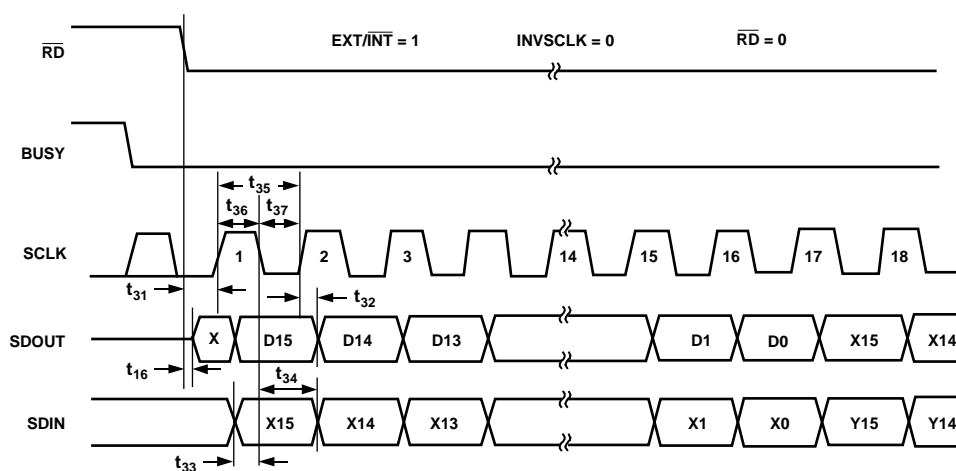 RD EXT/INT = 1 INVSCLK = 0 RD = 0
BUSY
t35
t36 t37
SCLK 1 2 3 14 15 16 17 18
t31 t32
SDOUT X D15 D14 D13 D1 D0 X15 X14
t16 t34
SDIN X15 X14 X13 X1 X0 Y15 Y14
t33